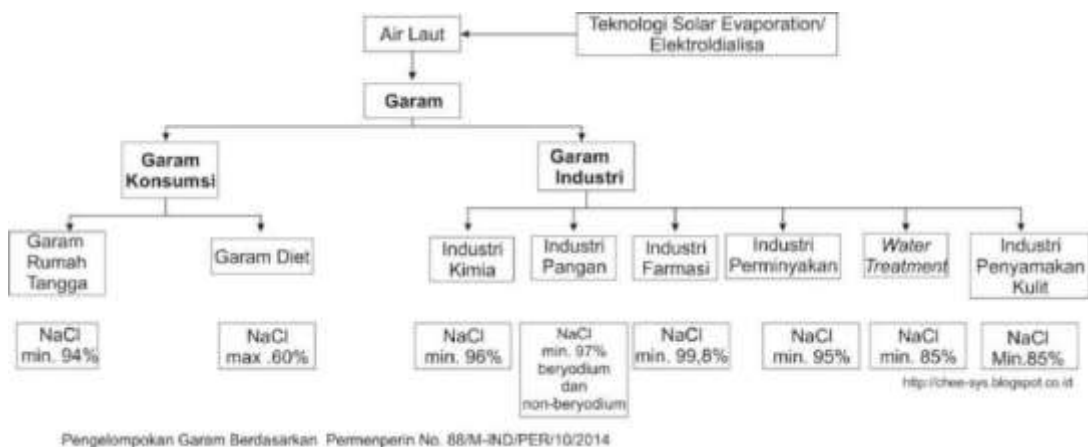 Air Laut
Teknologi Solar Evaporation/
Elektrodialisa
Garam
Garam
Konsumsi
Garam
Industri
Garam
Rumah
Tangga
Garam Diet
Industri
Kimia
Industri
Pangan
Industri
Farmasi
Industri
Perminyakan
Water
Treatment
Industri
Penyamakan
Kulit
NaCl
min. 94%
NaCl
max .60%
NaCl
min. 96%
NaCl
min. 97%
beryodium
dan
non-beryodium
NaCl
min. 99,8%
NaCl
min. 95%
NaCl
min. 85%
NaCl
Min.85%
http://chee-sys.blogspot.co.id
Pengelompokan Garam Berdasarkan Permenperin No. 88/M-IND/PER/10/2014